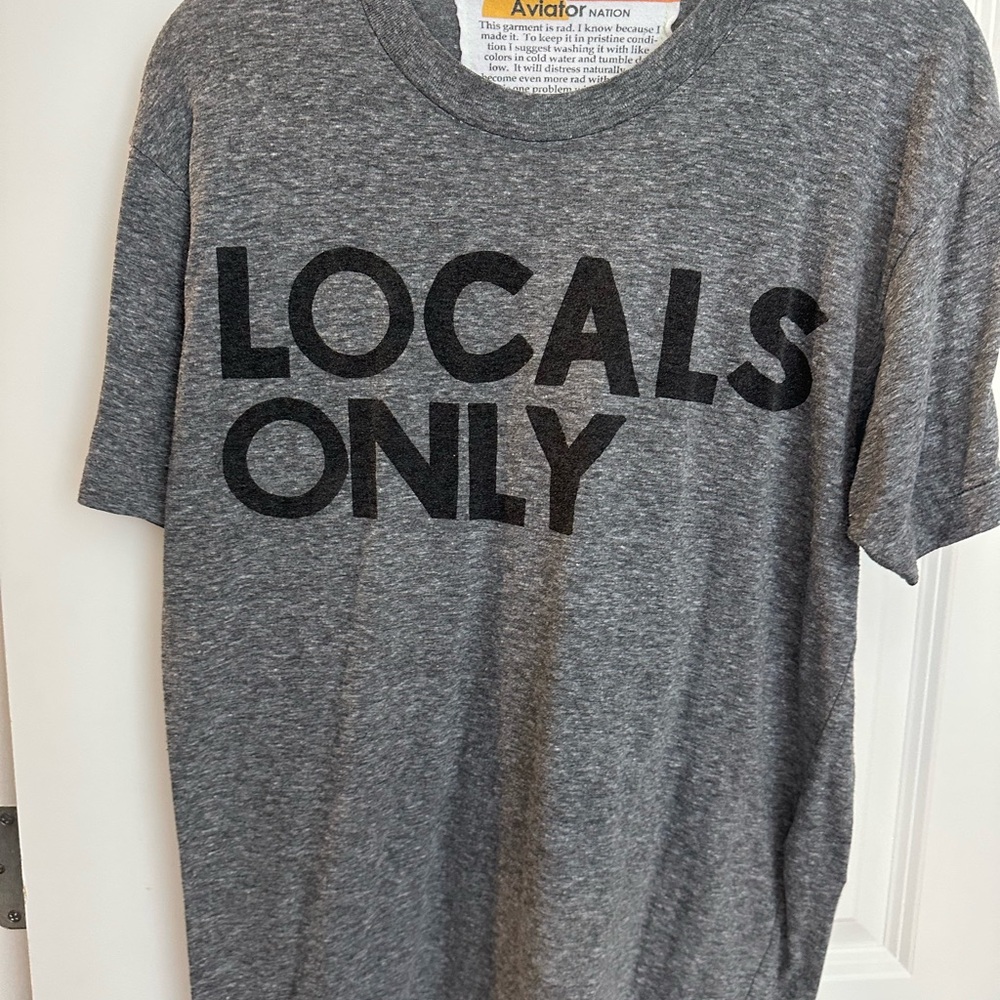 Aviator NATION
This garment is rad. I know because I
made it. To keep it in pristine condi-
tion I suggest washing it with like
colors in cold water and tumble
low. It will distress naturally
become even more rad with
one problem
LOCALS
ONLY